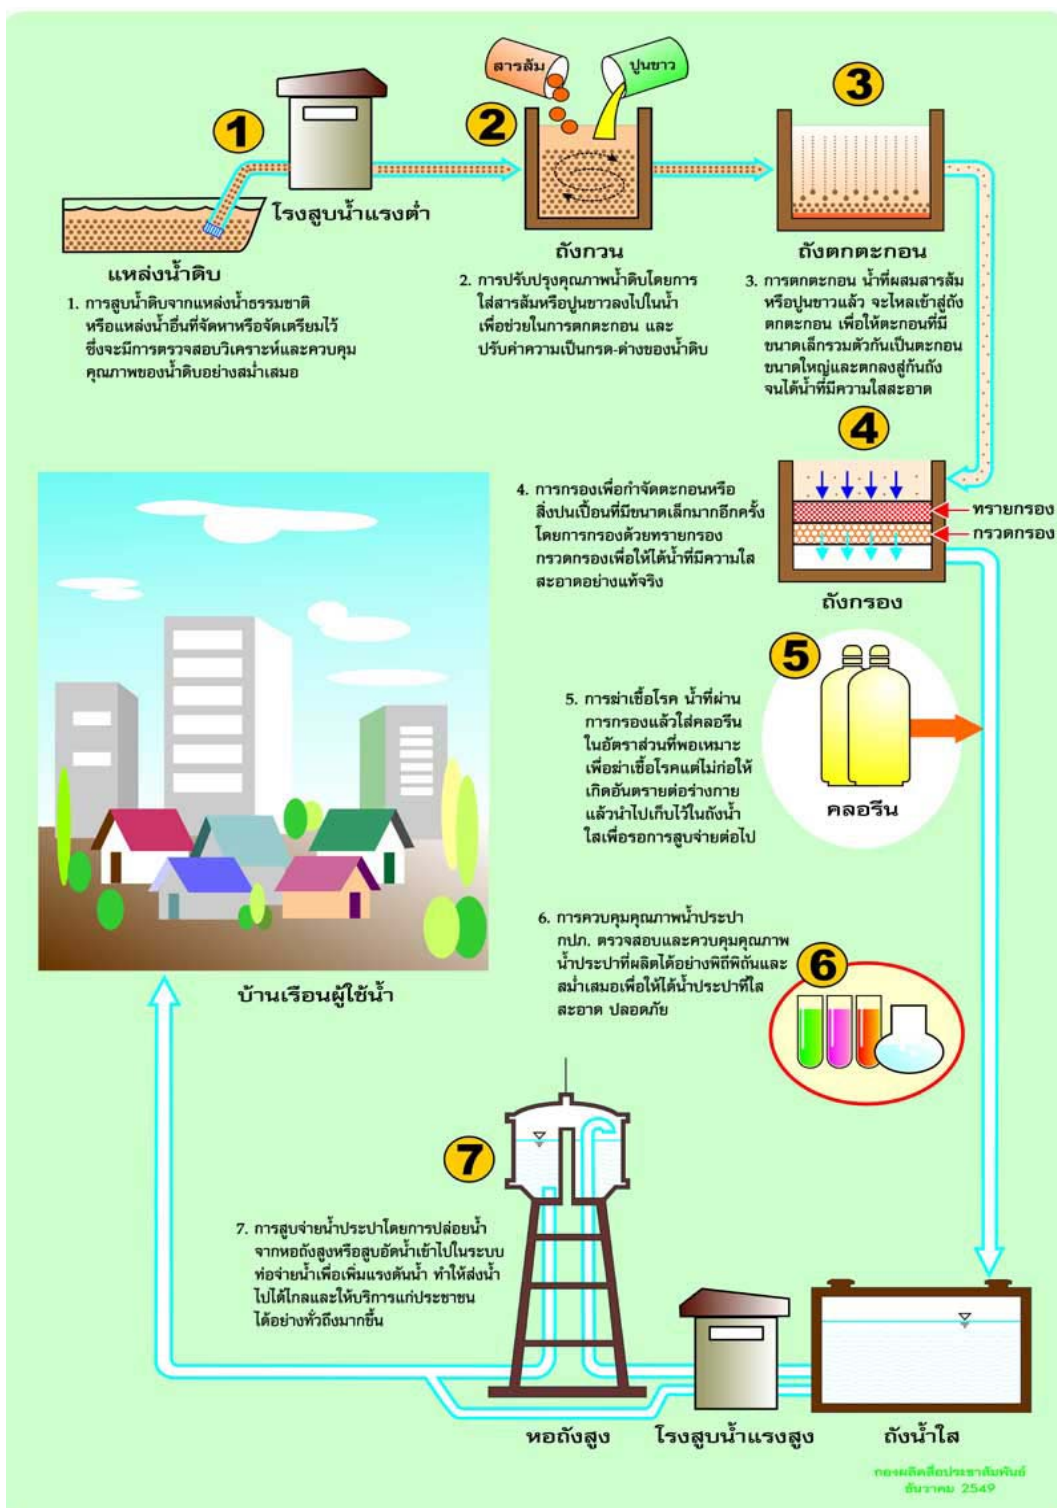 สารส้ม
ปูนขาว
1
2
3
โรงสูบน้ำแรงต่ำ
แหล่งน้ำดิบ
ถังกวน
ถังตกตะกอน
1. การสูบน้ำดิบจากแหล่งน้ำธรรมชาติ
หรือแหล่งน้ำอื่นที่จัดหาหรือจัดเตรียมไว้
ซึ่งจะมีการตรวจสอบวิเคราะห์และควบคุม
คุณภาพของน้ำดิบอย่างสม่ำเสมอ
2. การปรับปรุงคุณภาพน้ำดิบโดยการ
ใส่สารส้มหรือปูนขาวลงไปในน้ำ
เพื่อช่วยในการตกตะกอน และ
ปรับค่าความเป็นกรด-ด่างของน้ำดิบ
3. การตกตะกอน น้ำที่ผสมสารส้ม
หรือปูนขาวแล้ว จะไหลเข้าสู่ถัง
ตกตะกอน เพื่อให้ตะกอนที่มี
ขนาดเล็กรวมตัวกันเป็นตะกอน
ขนาดใหญ่และตกลงสู่ก้นถัง
จนได้น้ำที่มีความใสสะอาด
4
ทรายกรอง
กรวดกรอง
ถังกรอง
4. การกรองเพื่อกำจัดตะกอนหรือ
สิ่งปนเปื้อนที่มีขนาดเล็กมากอีกครั้ง
โดยการกรองด้วยทรายกรอง
กรวดกรองเพื่อให้ได้น้ำที่มีความใส
สะอาดอย่างแท้จริง
5
คลอรีน
5. การฆ่าเชื้อโรค น้ำที่ผ่าน
การกรองแล้วใส่คลอรีน
ในอัตราส่วนที่พอเหมาะ
เพื่อฆ่าเชื้อโรคแต่ไม่ก่อให้
เกิดอันตรายต่อร่างกาย
แล้วนำไปเก็บไว้ในถังน้ำ
ใสเพื่อรอการสูบจ่ายต่อไป
6. การควบคุมคุณภาพน้ำประปา
กปภ. ตรวจสอบและควบคุมคุณภาพ
น้ำประปาที่ผลิตได้อย่างพิถีพิถันและ
สม่ำเสมอเพื่อให้ได้น้ำประปาที่ใส
สะอาด ปลอดภัย
6
บ้านเรือนผู้ใช้น้ำ
7
7. การสูบจ่ายน้ำประปาโดยการปล่อยน้ำ
จากหอถังสูงหรือสูบอัดน้ำเข้าไปในระบบ
ท่อจ่ายน้ำเพื่อเพิ่มแรงดันน้ำ ทำให้ส่งน้ำ
ไปได้ไกลและให้บริการแก่ประชาชน
ได้อย่างทั่วถึงมากขึ้น
หอถังสูง
โรงสูบน้ำแรงสูง
ถังน้ำใส
กองผลิตสื่อประชาสัมพันธ์
ธันวาคม 2549